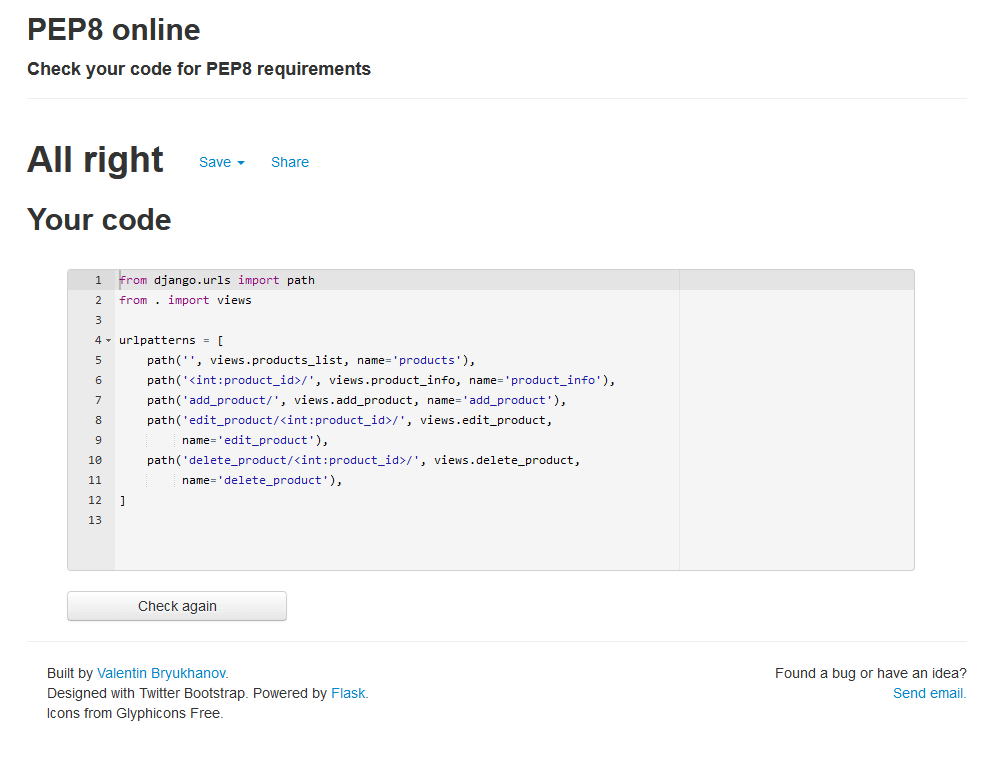 PEP8 online
Check your code for PEP8 requirements
All right Save Share
Your code
1 from django.urls import path
2 from . import views
3
4 urlpatterns = [
5     path('', views.products_list, name='products'),
6     path('<int:product_id>/', views.product_info, name='product_info'),
7     path('add_product/', views.add_product, name='add_product'),
8     path('edit_product/<int:product_id>/', views.edit_product,
9          name='edit_product'),
10     path('delete_product/<int:product_id>/', views.delete_product,
11          name='delete_product'),
12 ]
13
Check again
Built by Valentin Bryukhanov.
Designed with Twitter Bootstrap. Powered by Flask.
Icons from Glyphicons Free.
Found a bug or have an idea?
Send email.